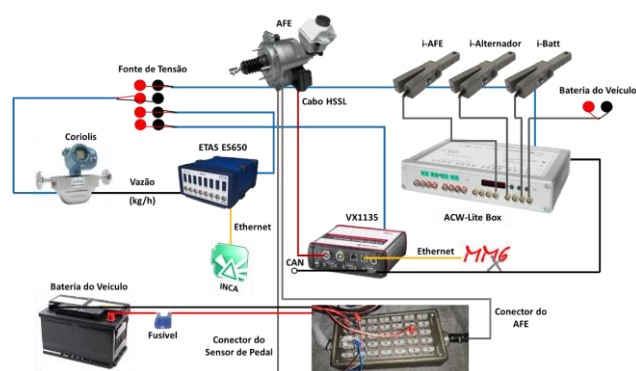 AFE
i-AFE
i-Alternador
i-Batt
Fonte de Tensão
Cabo HSSL
Bateria do Veículo
Coriolis
ETAS ES650
Vazão
(kg/h)
ACW-Lite Box
VX1135
Ethernet
Ethernet
MM6
CAN
INCA
Bateria do Veículo
Fusível
Conector do
Sensor de Pedal
Conector do
AFE